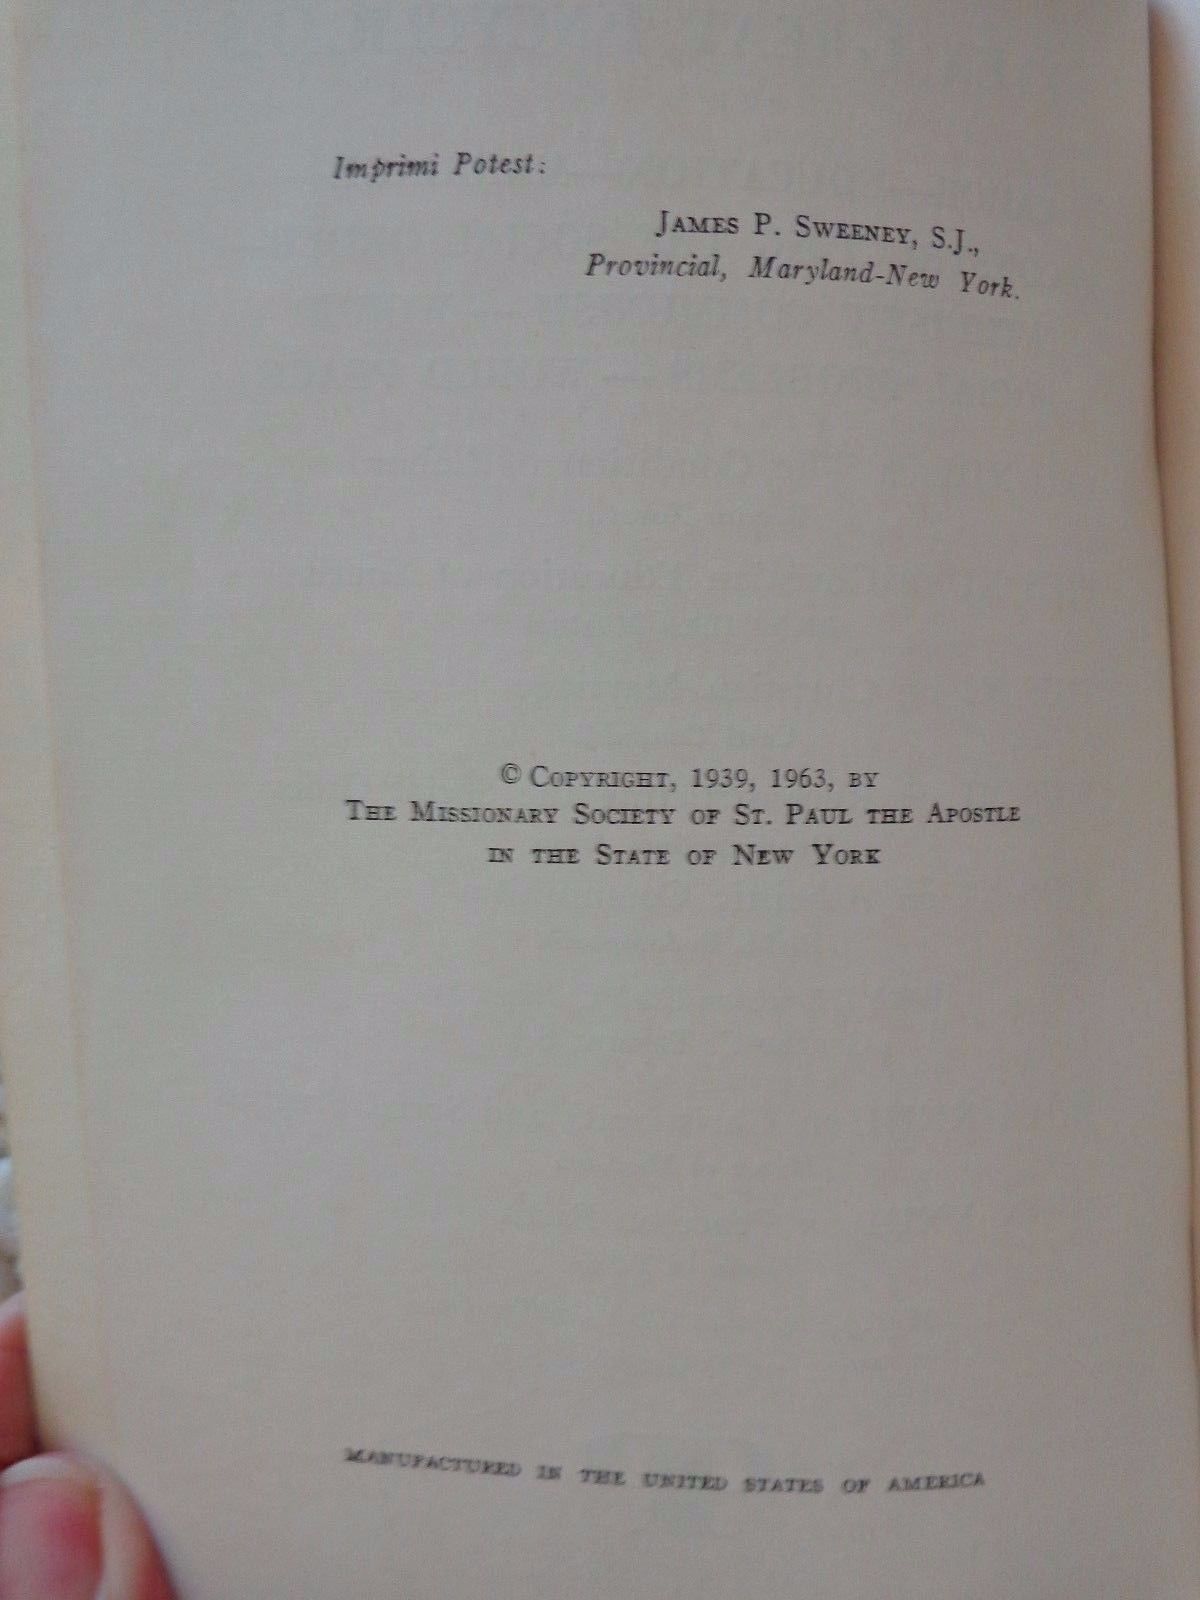 Imprimi Potest:
JAMES P. SWEENEY, S.J.,
Provincial, Maryland-New York.
© COPYRIGHT, 1939, 1963, BY
THE MISSIONARY SOCIETY OF ST. PAUL THE APOSTLE
IN THE STATE OF NEW YORK
MANUFACTURED IN THE UNITED STATES OF AMERICA